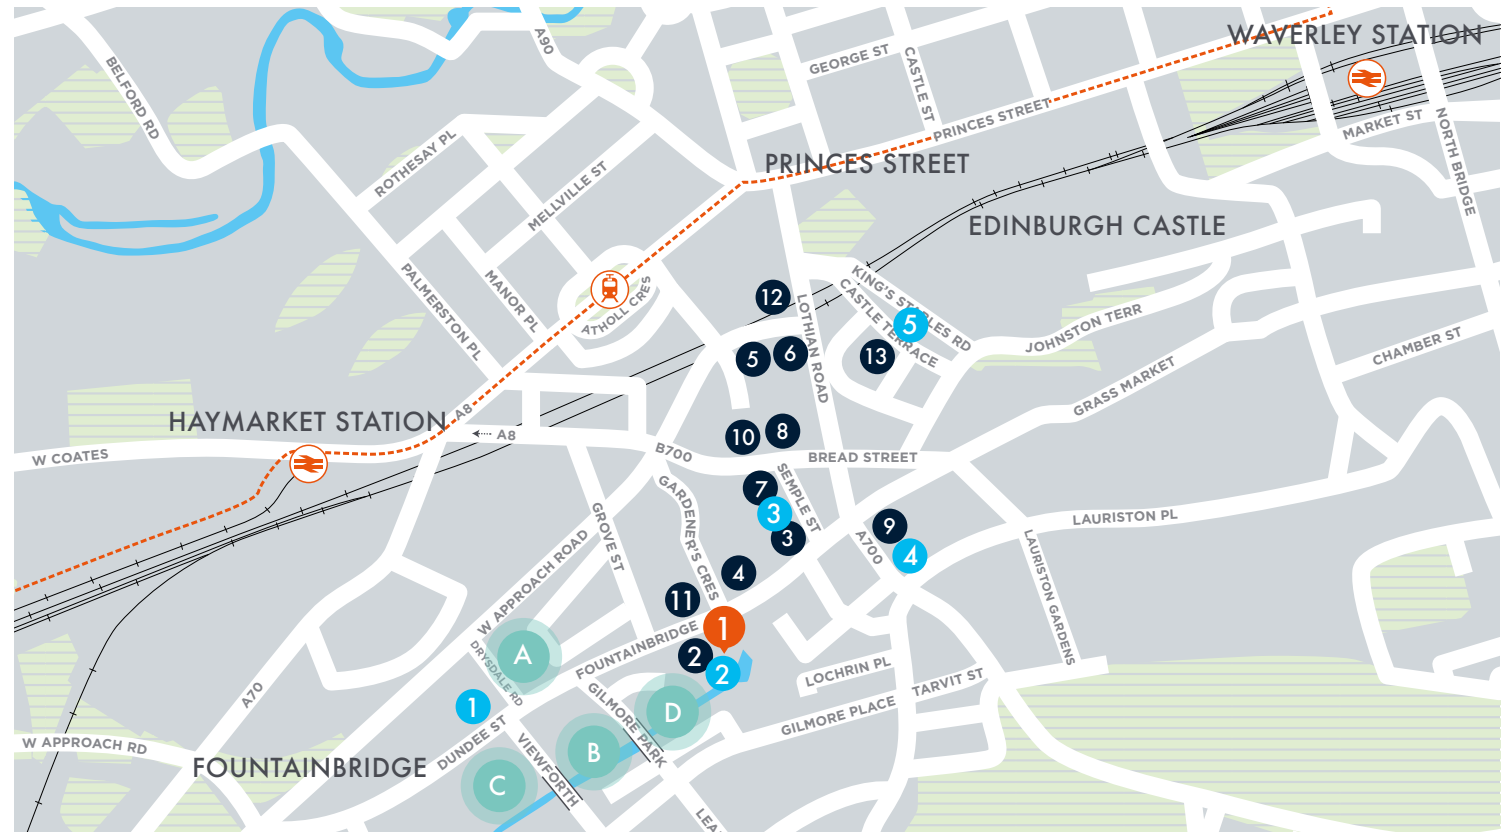 WAVERLEY STATION
A90
GEORGE ST
CASTLE ST
BELFORD RD
PRINCES STREET
MARKET ST
NORTH BRIDGE
ROTHESAY PL
PRINCES STREET
MELLVILLE ST
EDINBURGH CASTLE
PALMERSTON PL
MANOR PL
ATHOLL CRES
12
LOTHIAN ROAD
KING'S STABLES RD
CASTLE TERRACE
5
JOHNSTON TERR
5
6
13
CHAMBER ST
GRASS MARKET
HAYMARKET STATION
A8
A8
10
8
W COATES
B700
BREAD STREET
GARDENER'S CRES
7
SEMPLE ST
3
3
GROVE ST
9
A700
4
LAURISTON PL
LAURISTON GARDENS
W APPROACH ROAD
4
11
1
FOUNTAINBRIDGE
2
2
A
DRYSDALE RD
LOCHRIN PL
TARVIT ST
GILMORE PLACE
A70
1
GILMORE PARK
D
DUNDEE ST
B
VIEWFORTH
C
W APPROACH RD
FOUNTAINBRIDGE
LEA